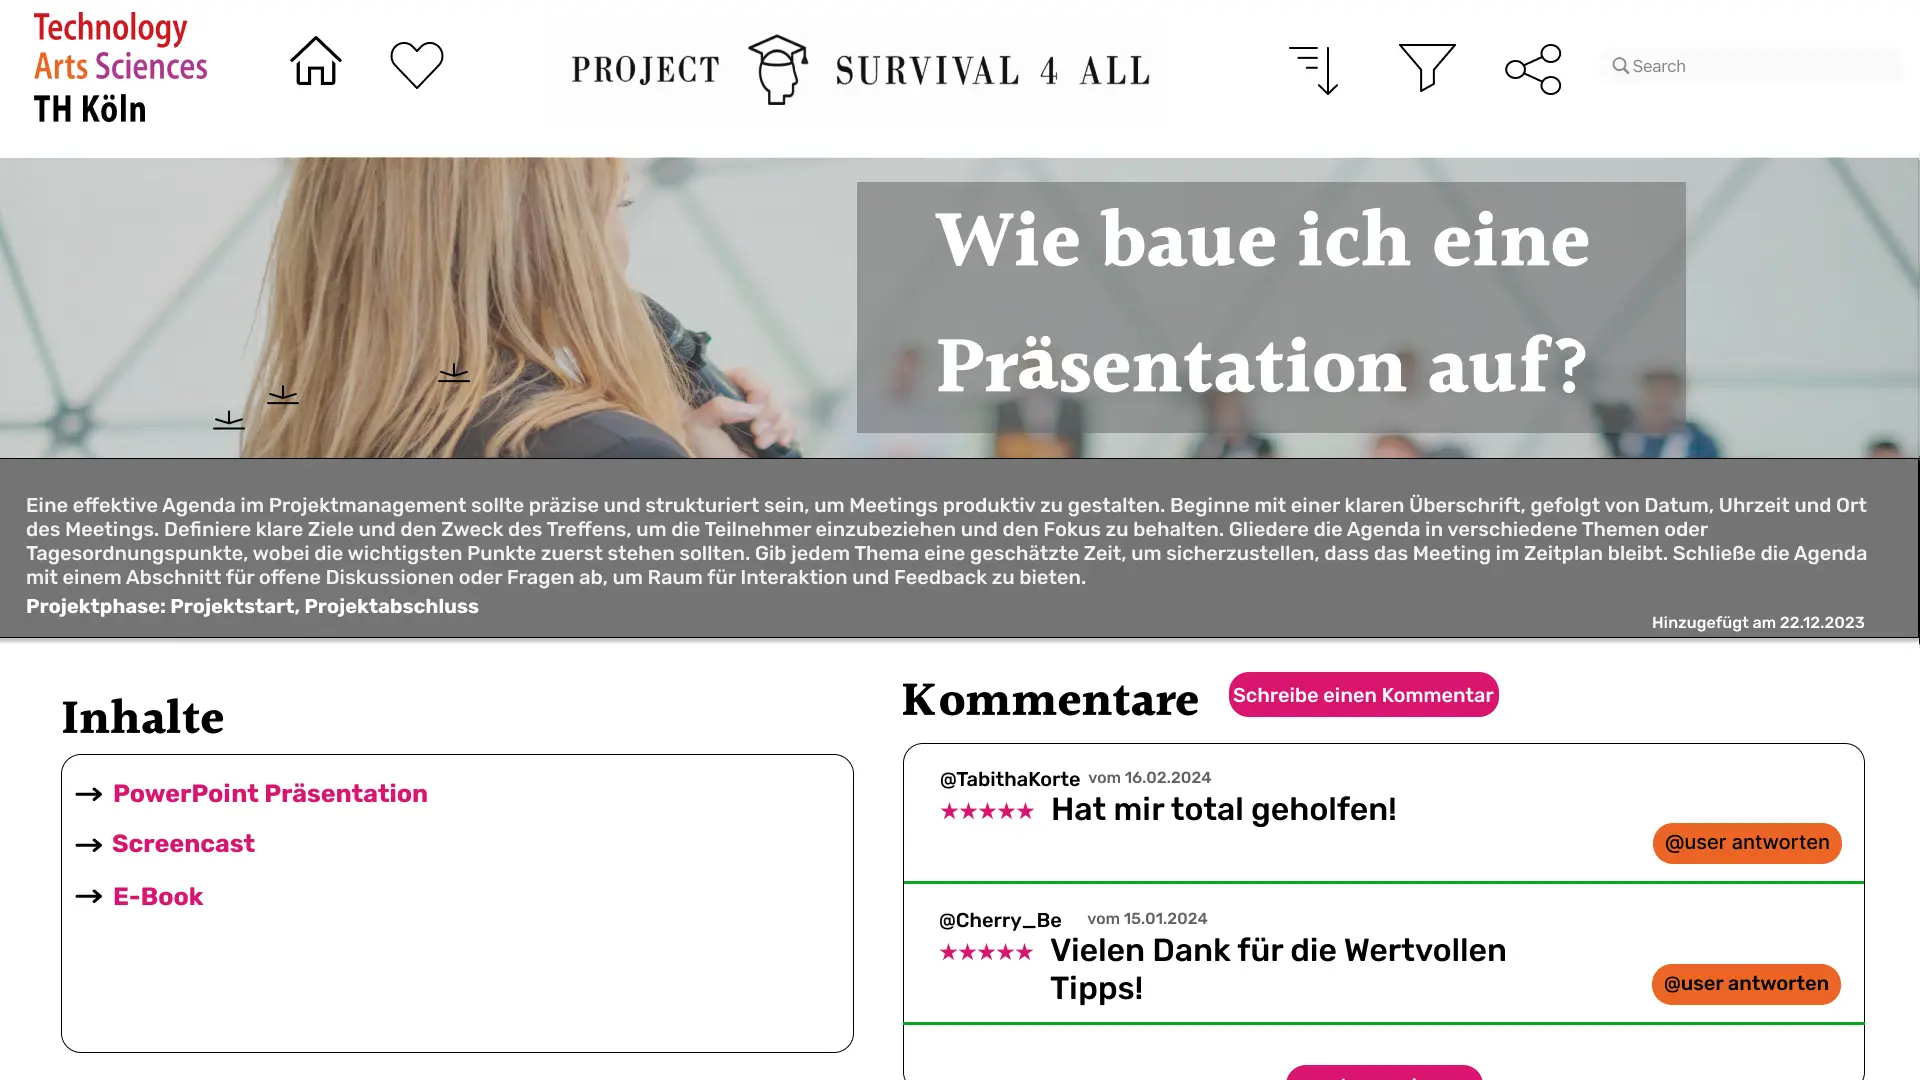 Technology
Arts Sciences
TH Köln
PROJECT SURVIVAL 4 ALL
Search
Wie baue ich eine
Präsentation auf?
Eine effektive Agenda im Projektmanagement sollte präzise und strukturiert sein, um Meetings produktiv zu gestalten. Beginne mit einer klaren Überschrift, gefolgt von Datum, Uhrzeit und Ort
des Meetings. Definiere klare Ziele und den Zweck des Treffens, um die Teilnehmer einzubeziehen und den Fokus zu behalten. Gliedere die Agenda in verschiedene Themen oder
Tagesordnungspunkte, wobei die wichtigsten Punkte zuerst stehen sollten. Gib jedem Thema eine geschätzte Zeit, um sicherzustellen, dass das Meeting im Zeitplan bleibt. Schließe die Agenda
mit einem Abschnitt für offene Diskussionen oder Fragen ab, um Raum für Interaktion und Feedback zu bieten.
Projektphase: Projektstart, Projektabschluss
Hinzugefügt am 22.12.2023
Inhalte
PowerPoint Präsentation
Screencast
E-Book
Kommentare
Schreibe einen Kommentar
@TabithaKorte vom 16.02.2024
Hat mir total geholfen!
@user antworten
@Cherry_Be vom 15.01.2024
Vielen Dank für die Wertvollen
Tipps!
@user antworten